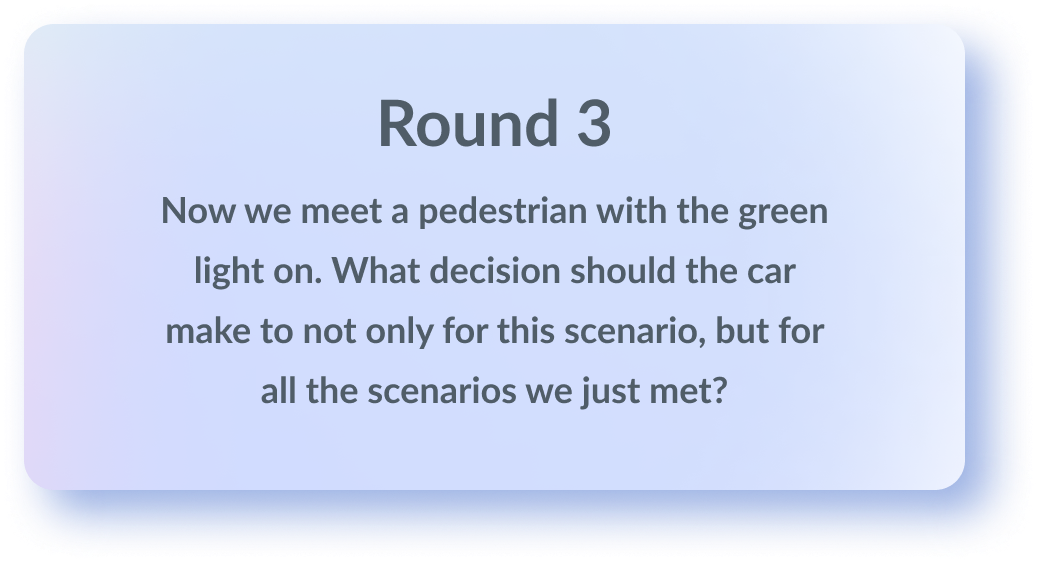 Round 3
Now we meet a pedestrian with the green
light on. What decision should the car
make to not only for this scenario, but for
all the scenarios we just met?